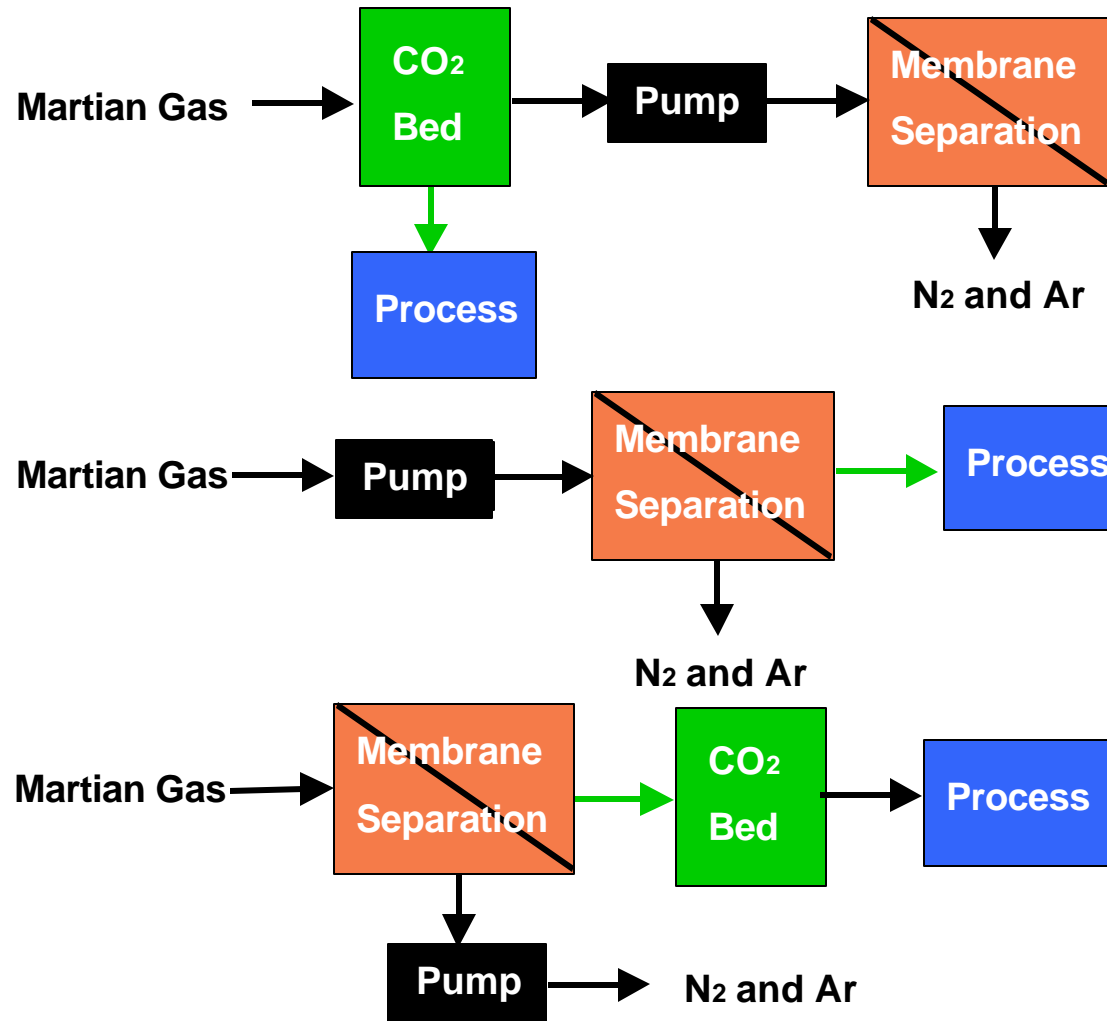 Martian Gas
CO2
Bed
Pump
Membrane
Separation
Process
N2 and Ar
Martian Gas
Pump
Membrane
Separation
Process
N2 and Ar
Martian Gas
Membrane
Separation
CO2
Bed
Process
Pump
N2 and Ar